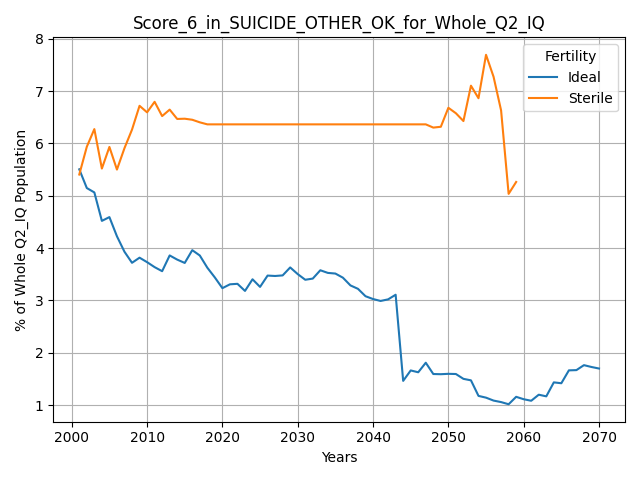 Score_6_in_SUICIDE_OTHER_OK_for_Whole_Q2_IQ
8
7
6
5
4
3
2
1
% of Whole Q2_IQ Population
Fertility
Ideal
Sterile
2000 2010 2020 2030 2040 2050 2060 2070
Years